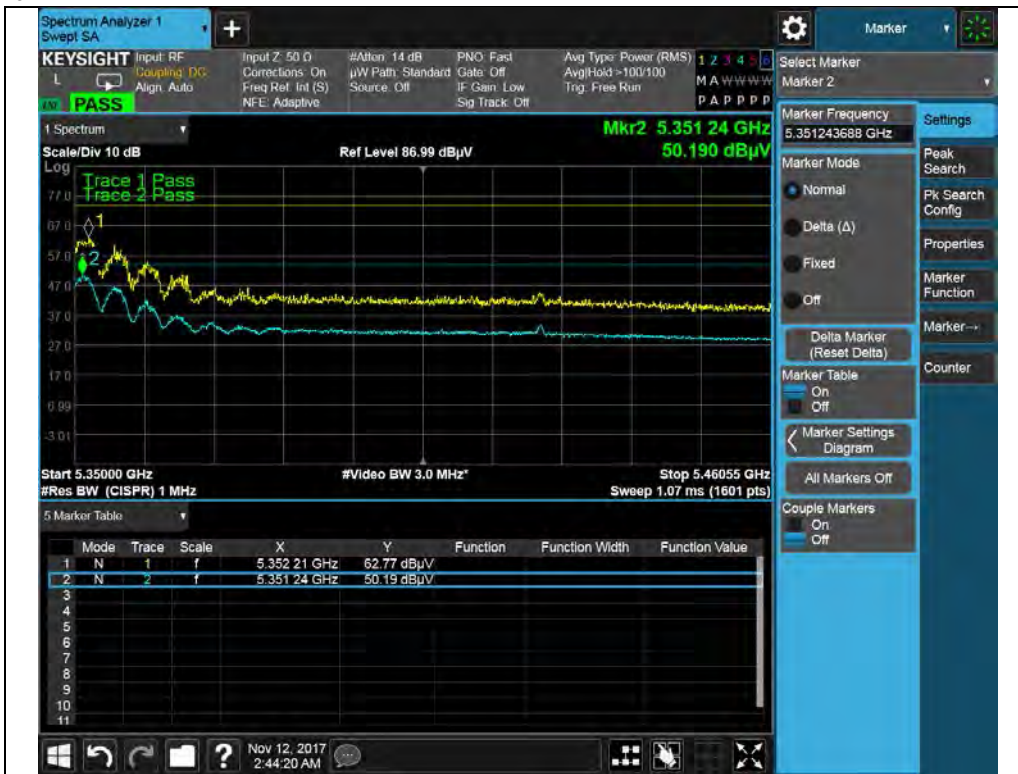 Spectrum Analyzer 1
Swept SA
+
Marker
KEYSIGHT Input: RF Input Z: 50 Ω #Atten: 14 dB PNO: Fast Avg Type: Power (RMS) 1 2 3 4 5 6
L Coupling: DC Corrections: On µW Path: Standard Gate: Off Avg|Hold >100/100 M A W W W W
Align: Auto Freq Ref: Int (S) Source: Off IF Gain: Low Trig: Free Run P A P P P P
PASS NFE: Adaptive Sig Track: Off
Select Marker
Marker 2
1 Spectrum
Mkr2 5.351 24 GHz
Scale/Div 10 dB Ref Level 86.99 dBµV 50.190 dBµV
Log
Trace 1 Pass
Trace 2 Pass
77.0
67.0
57.0
47.0
37.0
27.0
17.0
6.99
-3.01
1
2
Start 5.35000 GHz #Video BW 3.0 MHz* Stop 5.46055 GHz
#Res BW (CISPR) 1 MHz Sweep 1.07 ms (1601 pts)
Marker Frequency
5.351243688 GHz
Marker Mode
Normal
Delta (Δ)
Fixed
Off
Delta Marker
(Reset Delta)
Marker Table
On
Off
Marker Settings
Diagram
All Markers Off
Couple Markers
On
Off
Settings
Peak
Search
Pk Search
Config
Properties
Marker
Function
Marker→
Counter
5 Marker Table
Mode Trace Scale X Y Function Function Width Function Value
1 N 1 f 5.352 21 GHz 62.77 dBµV
2 N 2 f 5.351 24 GHz 50.19 dBµV
3
4
5
6
7
8
9
10
11
? Nov 12, 2017
2:44:20 AM